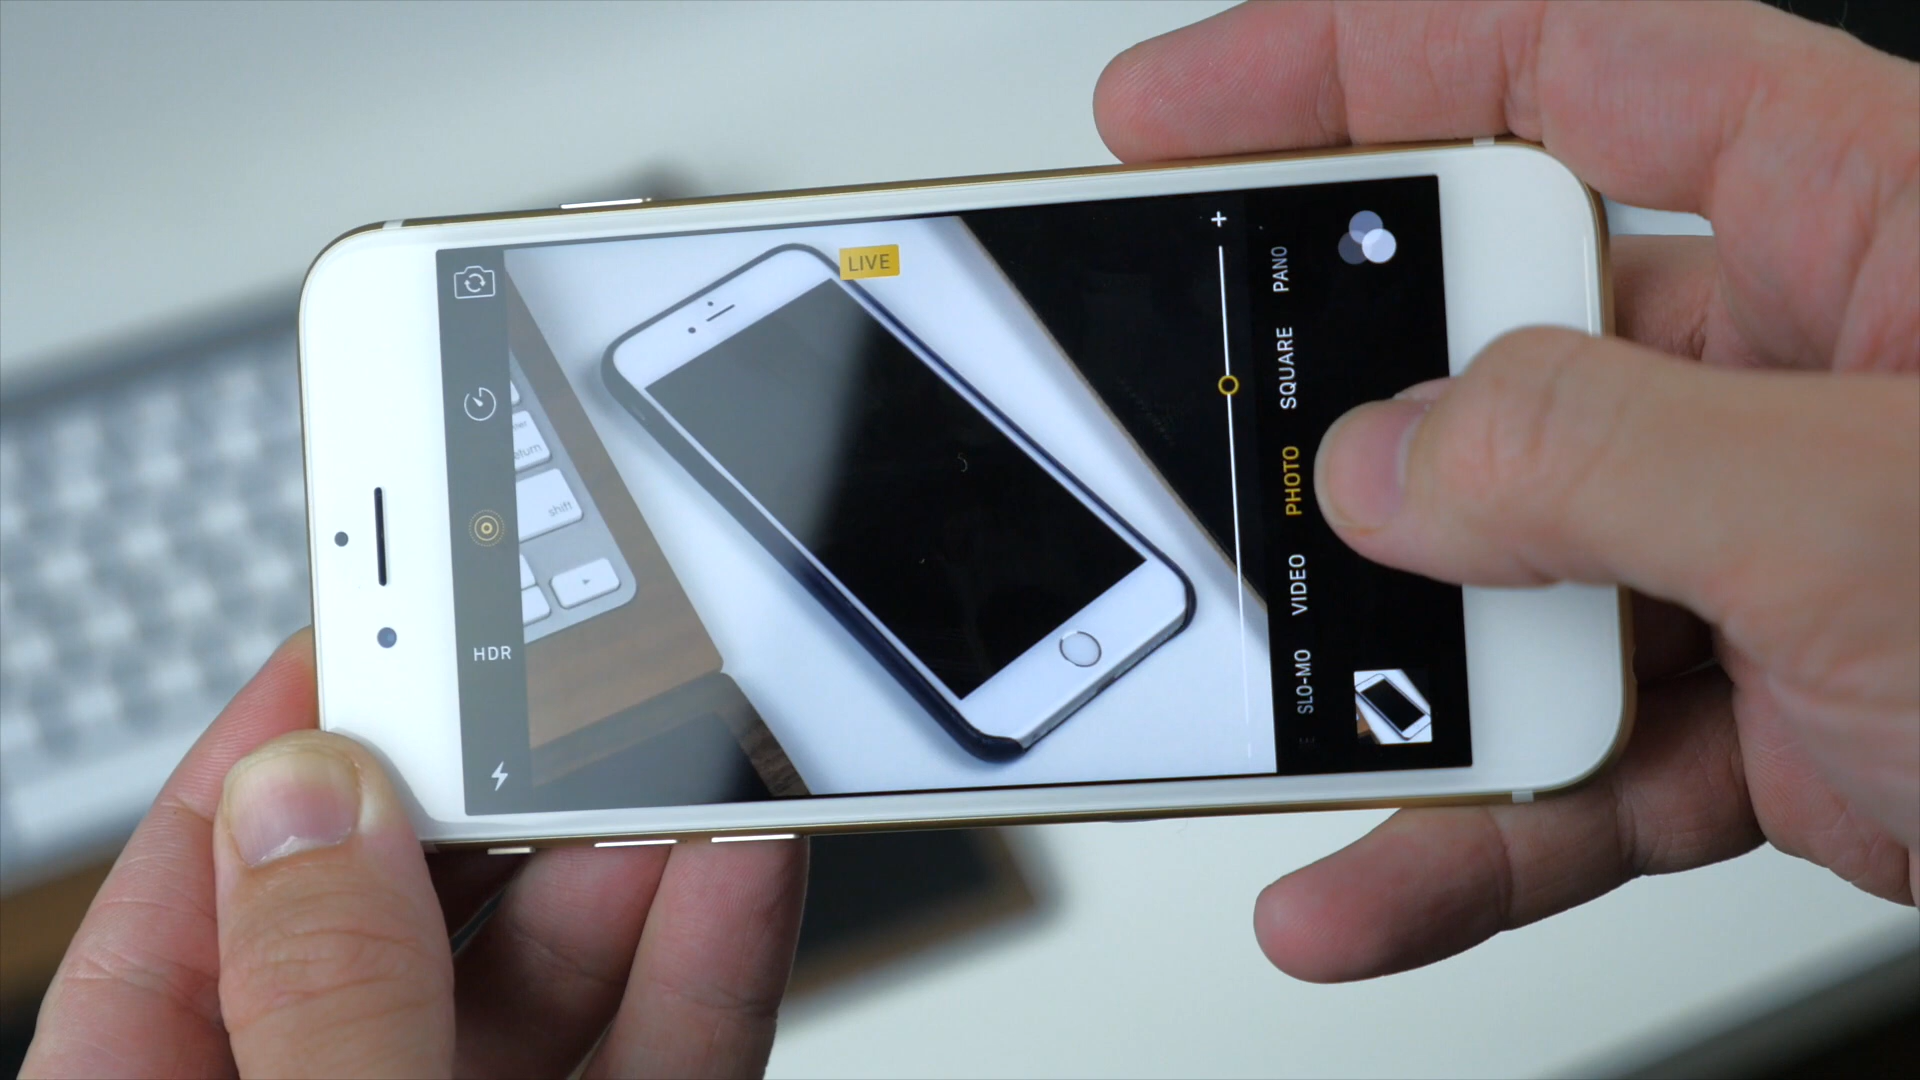 LIVE
PANO
SQUARE
PHOTO
VIDEO
SLO-MO
HDR
return
shift